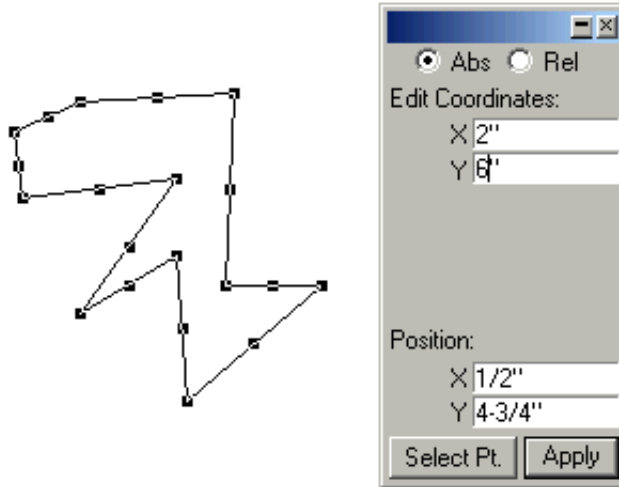 Abs Rel
Edit Coordinates:
X 2"
Y 6"
Position:
X 1/2"
Y 4-3/4"
Select Pt. Apply